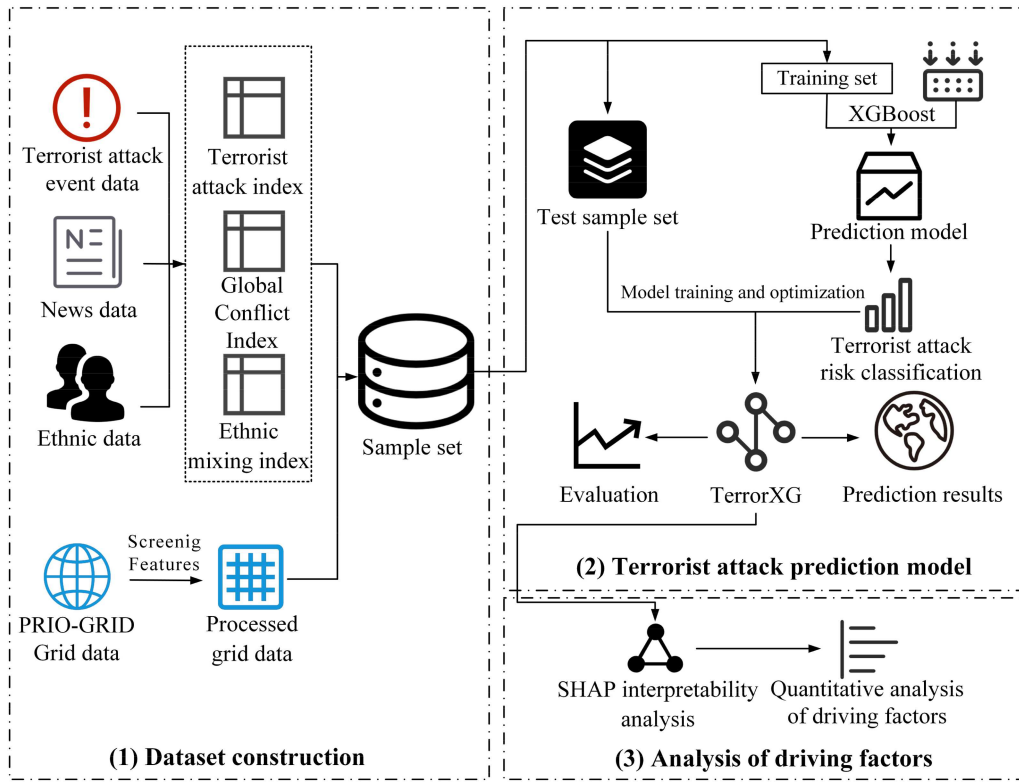 Terrorist attack
event data
News data
Ethnic data
Terrorist
attack index
Global
Conflict
Index
Ethnic
mixing index
Sample set
PRIO-GRID
Grid data
Screenig
Features
Processed
grid data
(1) Dataset construction
Training set
XGBoost
Test sample set
Prediction model
Model training and optimization
Terrorist attack
risk classification
Evaluation
TerrorXG
Prediction results
(2) Terrorist attack prediction model
SHAP interpretability
analysis
Quantitative analysis
of driving factors
(3) Analysis of driving factors